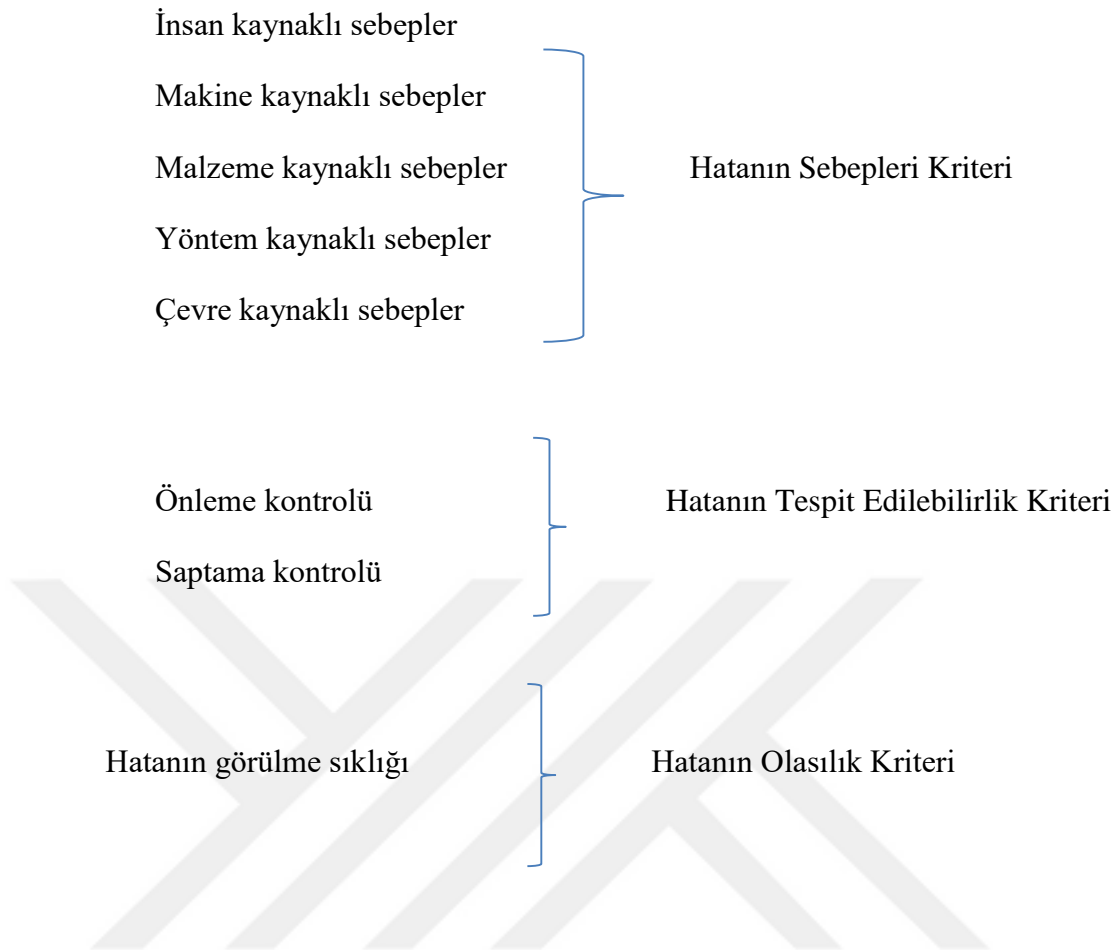 İnsan kaynaklı sebepler
Makine kaynaklı sebepler
Malzeme kaynaklı sebepler
Hatanın Sebepleri Kriteri
Yöntem kaynaklı sebepler
Çevre kaynaklı sebepler
Önleme kontrolü
Hatanın Tespit Edilebilirlik Kriteri
Saptama kontrolü
Hatanın görülme sıklığı
Hatanın Olasılık Kriteri